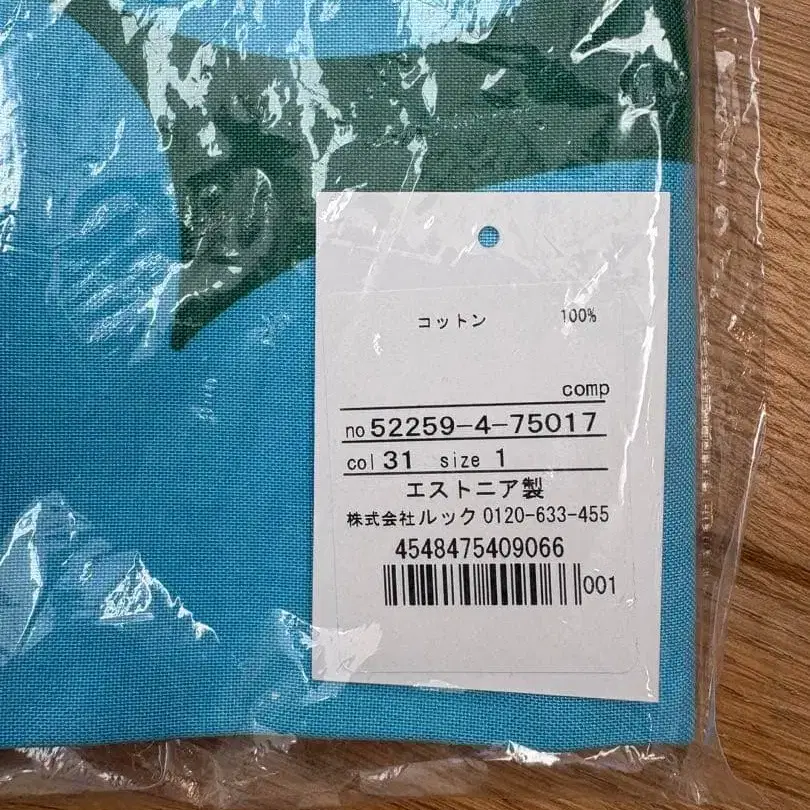 コットン 100%
comp
no 52259-4-75017
col 31 size 1
エストニア製
株式会社ルック 0120-633-455
4548475409066
001